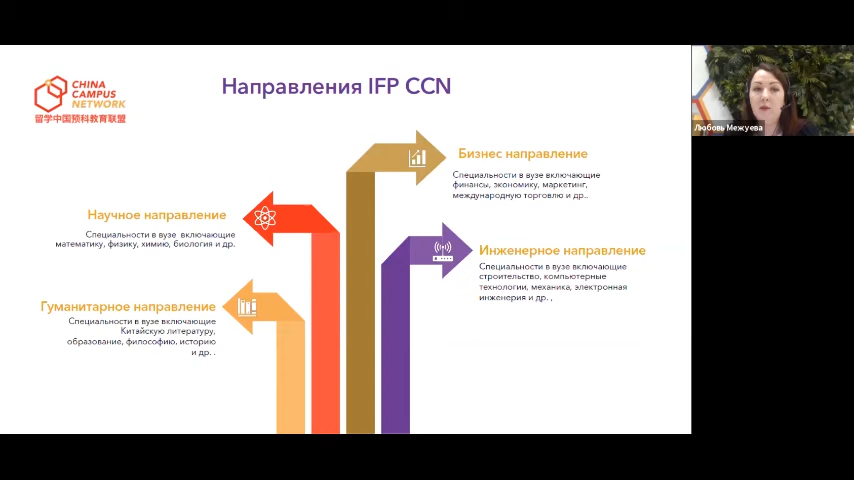 Направления IFP CCN
CHINA
CAMPUS
NETWORK
留学中国预科教育联盟
Любовь Межуева
Бизнес направление
Специальности в вузе включающие
финансы, экономику, маркетинг,
международную торговлю и др..
Научное направление
Специальности в вузе включающие
математику, физику, химию, биология и др.
Инженерное направление
Специальности в вузе включающие
строительство, компьютерные
технологии, механика, электронная
инженерия и др. ,
Гуманитарное направление
Специальности в вузе включающие
Китайскую литературу,
образование, философию, историю
и др. .